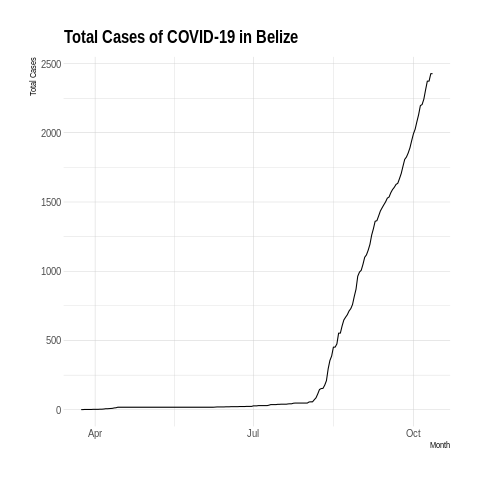 Total Cases of COVID-19 in Belize
Total Cases
2500
2000
1500
1000
500
0
Apr
Jul
Oct
Month